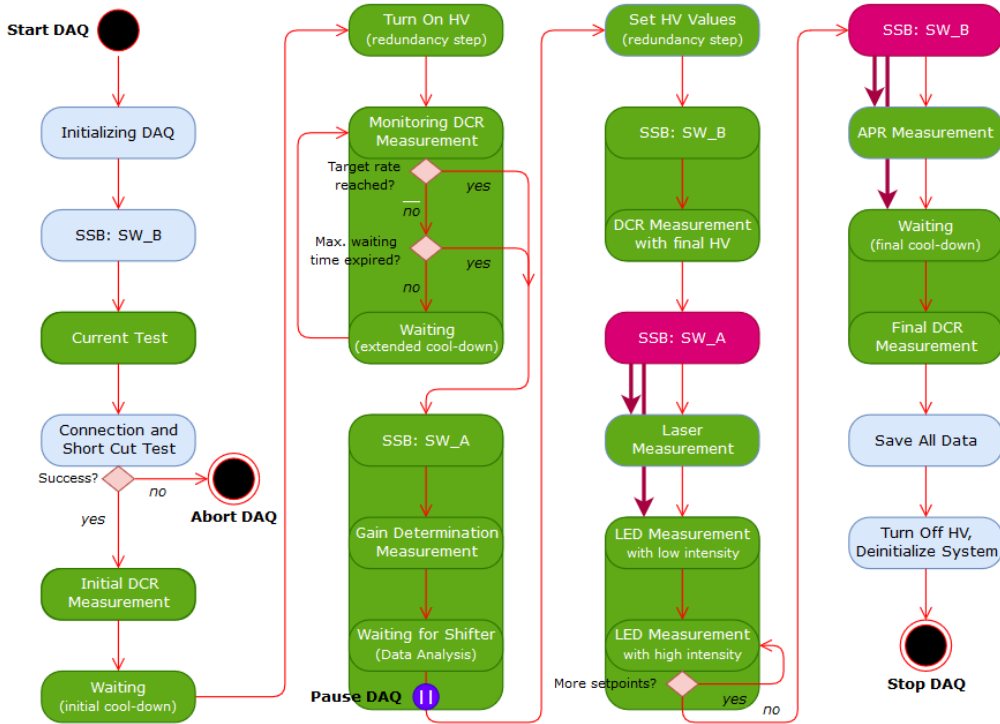 Start DAQ
Initializing DAQ
SSB: SW_B
Current Test
Connection and
Short Cut Test
Success?
no
yes
Abort DAQ
Initial DCR
Measurement
Waiting
(initial cool-down)
Turn On HV
(redundancy step)
Monitoring DCR
Measurement
Target rate
reached?
yes
no
Max. waiting
time expired?
yes
no
Waiting
(extended cool-down)
SSB: SW_A
Gain Determination
Measurement
Waiting for Shifter
(Data Analysis)
Pause DAQ
Set HV Values
(redundancy step)
SSB: SW_B
DCR Measurement
with final HV
SSB: SW_A
Laser
Measurement
LED Measurement
with low intensity
LED Measurement
with high intensity
More setpoints?
yes
no
SSB: SW_B
APR Measurement
Waiting
(final cool-down)
Final DCR
Measurement
Save All Data
Turn Off HV,
Deinitialize System
Stop DAQ